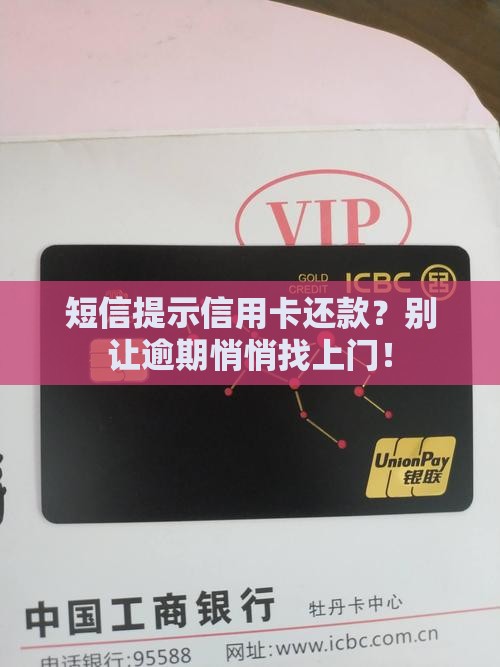 VIP
GOLD
CREDIT
ICBC
短信提示信用卡还款？别
让逾期悄悄找上门！
UnionPay
银联
中国工商银行
牡丹卡中心
电话银行:95588
网址:www.icbc.com.cn